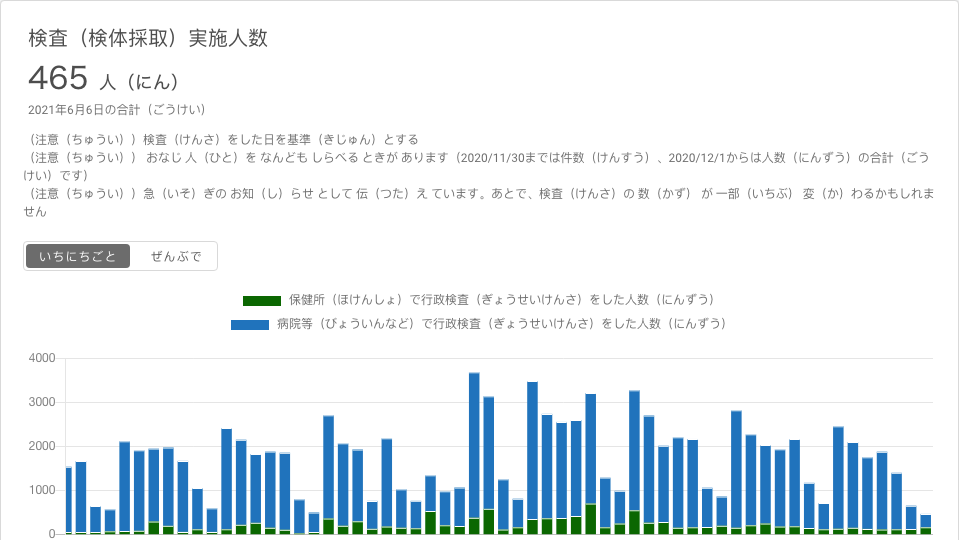 検査（検体採取）実施人数
465 人（にん）
2021年6月6日の合計（ごうけい）
（注意（ちゅうい））検査（けんさ）をした日を基準（きじゅん）とする
（注意（ちゅうい）） おなじ 人（ひと）を なんども しらべる ときが あります（2020/11/30までは件数（けんすう）、2020/12/1からは人数（にんずう）の合計（ごう
けい）です）
（注意（ちゅうい））急（いそ）ぎの お知（し）らせ として 伝（つた）え ています。あとで、検査（けんさ）の 数（かず） が 一部（いちぶ） 変（か）わるかもしれま
せん
いちにちごと ぜんぶで
保健所（ほけんしょ）で行政検査（ぎょうせいけんさ）をした人数（にんずう）
病院等（びょういんなど）で行政検査（ぎょうせいけんさ）をした人数（にんずう）
4000
3000
2000
1000
0